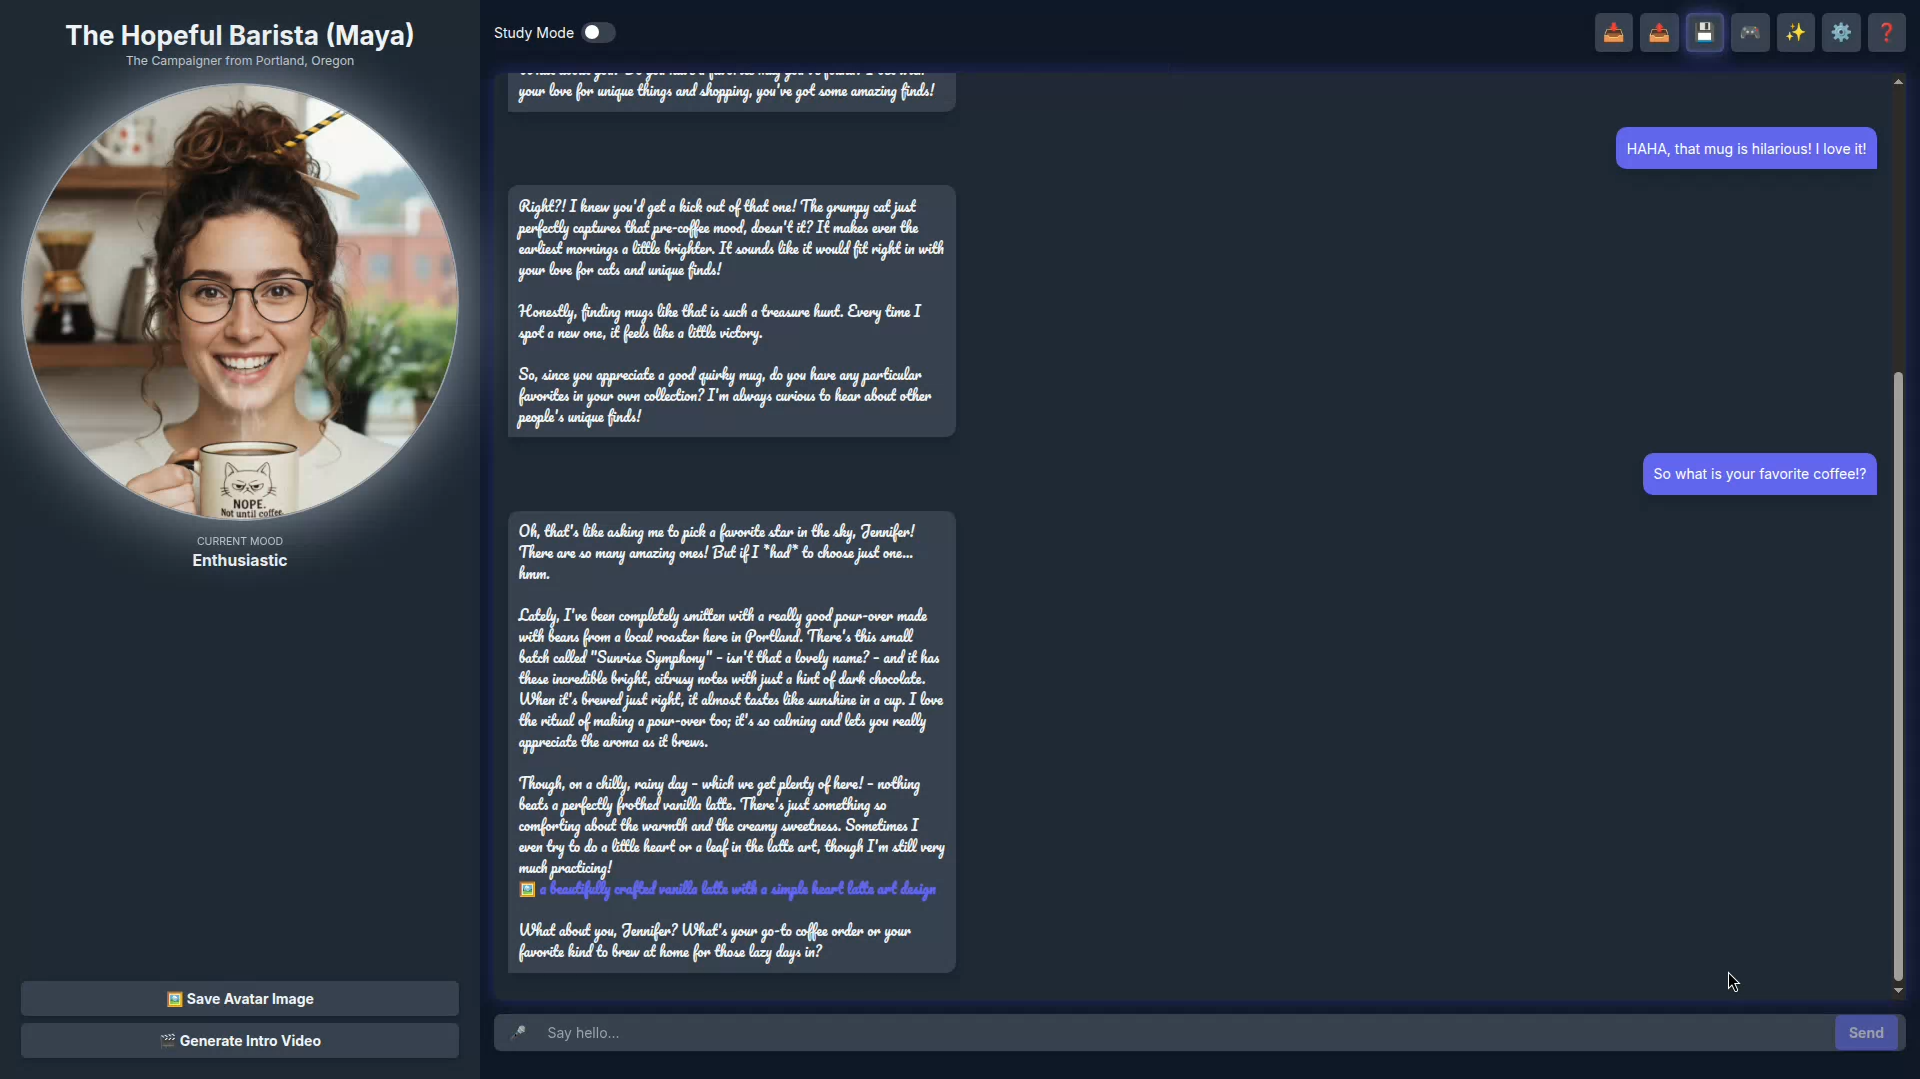 The Hopeful Barista (Maya)
The Campaigner from Portland, Oregon
NOPE.
Not until coffee.
CURRENT MOOD
Enthusiastic
🖼️ Save Avatar Image
🎬 Generate Intro Video
Study Mode
your love for unique things and shopping, you've got some amazing finds!
HAHA, that mug is hilarious! I love it!
Right?! I knew you'd get a kick out of that one! The grumpy cat just
perfectly captures that pre-coffee mood, doesn't it? It makes even the
earliest mornings a little brighter. It sounds like it would fit right in with
your love for cats and unique finds!
Honestly, finding mugs like that is such a treasure hunt. Every time I
spot a new one, it feels like a little victory.
So, since you appreciate a good quirky mug, do you have any particular
favorites in your own collection? I'm always curious to hear about other
people's unique finds!
So what is your favorite coffee!?
Oh, that's like asking me to pick a favorite star in the sky, Jennifer!
There are so many amazing ones! But if I *had* to choose just one...
hmm.
Lately, I've been completely smitten with a really good pour-over made
with beans from a local roaster here in Portland. There's this small
batch called "Sunrise Symphony" - isn't that a lovely name? - and it has
these incredible bright, citrusy notes with just a hint of dark chocolate.
When it's brewed just right, it almost tastes like sunshine in a cup. I love
the ritual of making a pour-over too; it's so calming and lets you really
appreciate the aroma as it brews.
Though, on a chilly, rainy day - which we get plenty of here! - nothing
beats a perfectly frothed vanilla latte. There's just something so
comforting about the warmth and the creamy sweetness. Sometimes I
even try to do a little heart or a leaf in the latte art, though I'm still very
much practicing!
🖼️ a beautifully crafted vanilla latte with a simple heart latte art design
What about you, Jennifer? What's your go-to coffee order or your
favorite kind to brew at home for those lazy days in?
Say hello...
Send